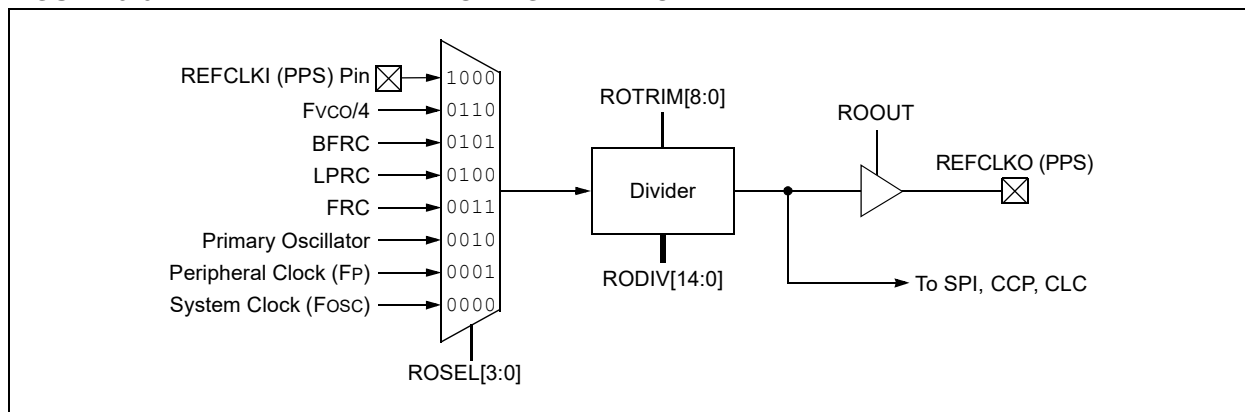 REFCLKI (PPS) Pin
1000
FVCO/4
0110
BFRC
0101
LPRC
0100
FRC
0011
Primary Oscillator
0010
Peripheral Clock (FP)
0001
System Clock (FOSC)
0000
ROSEL[3:0]
ROTRIM[8:0]
Divider
RODIV[14:0]
ROOUT
REFCLKO (PPS)
To SPI, CCP, CLC